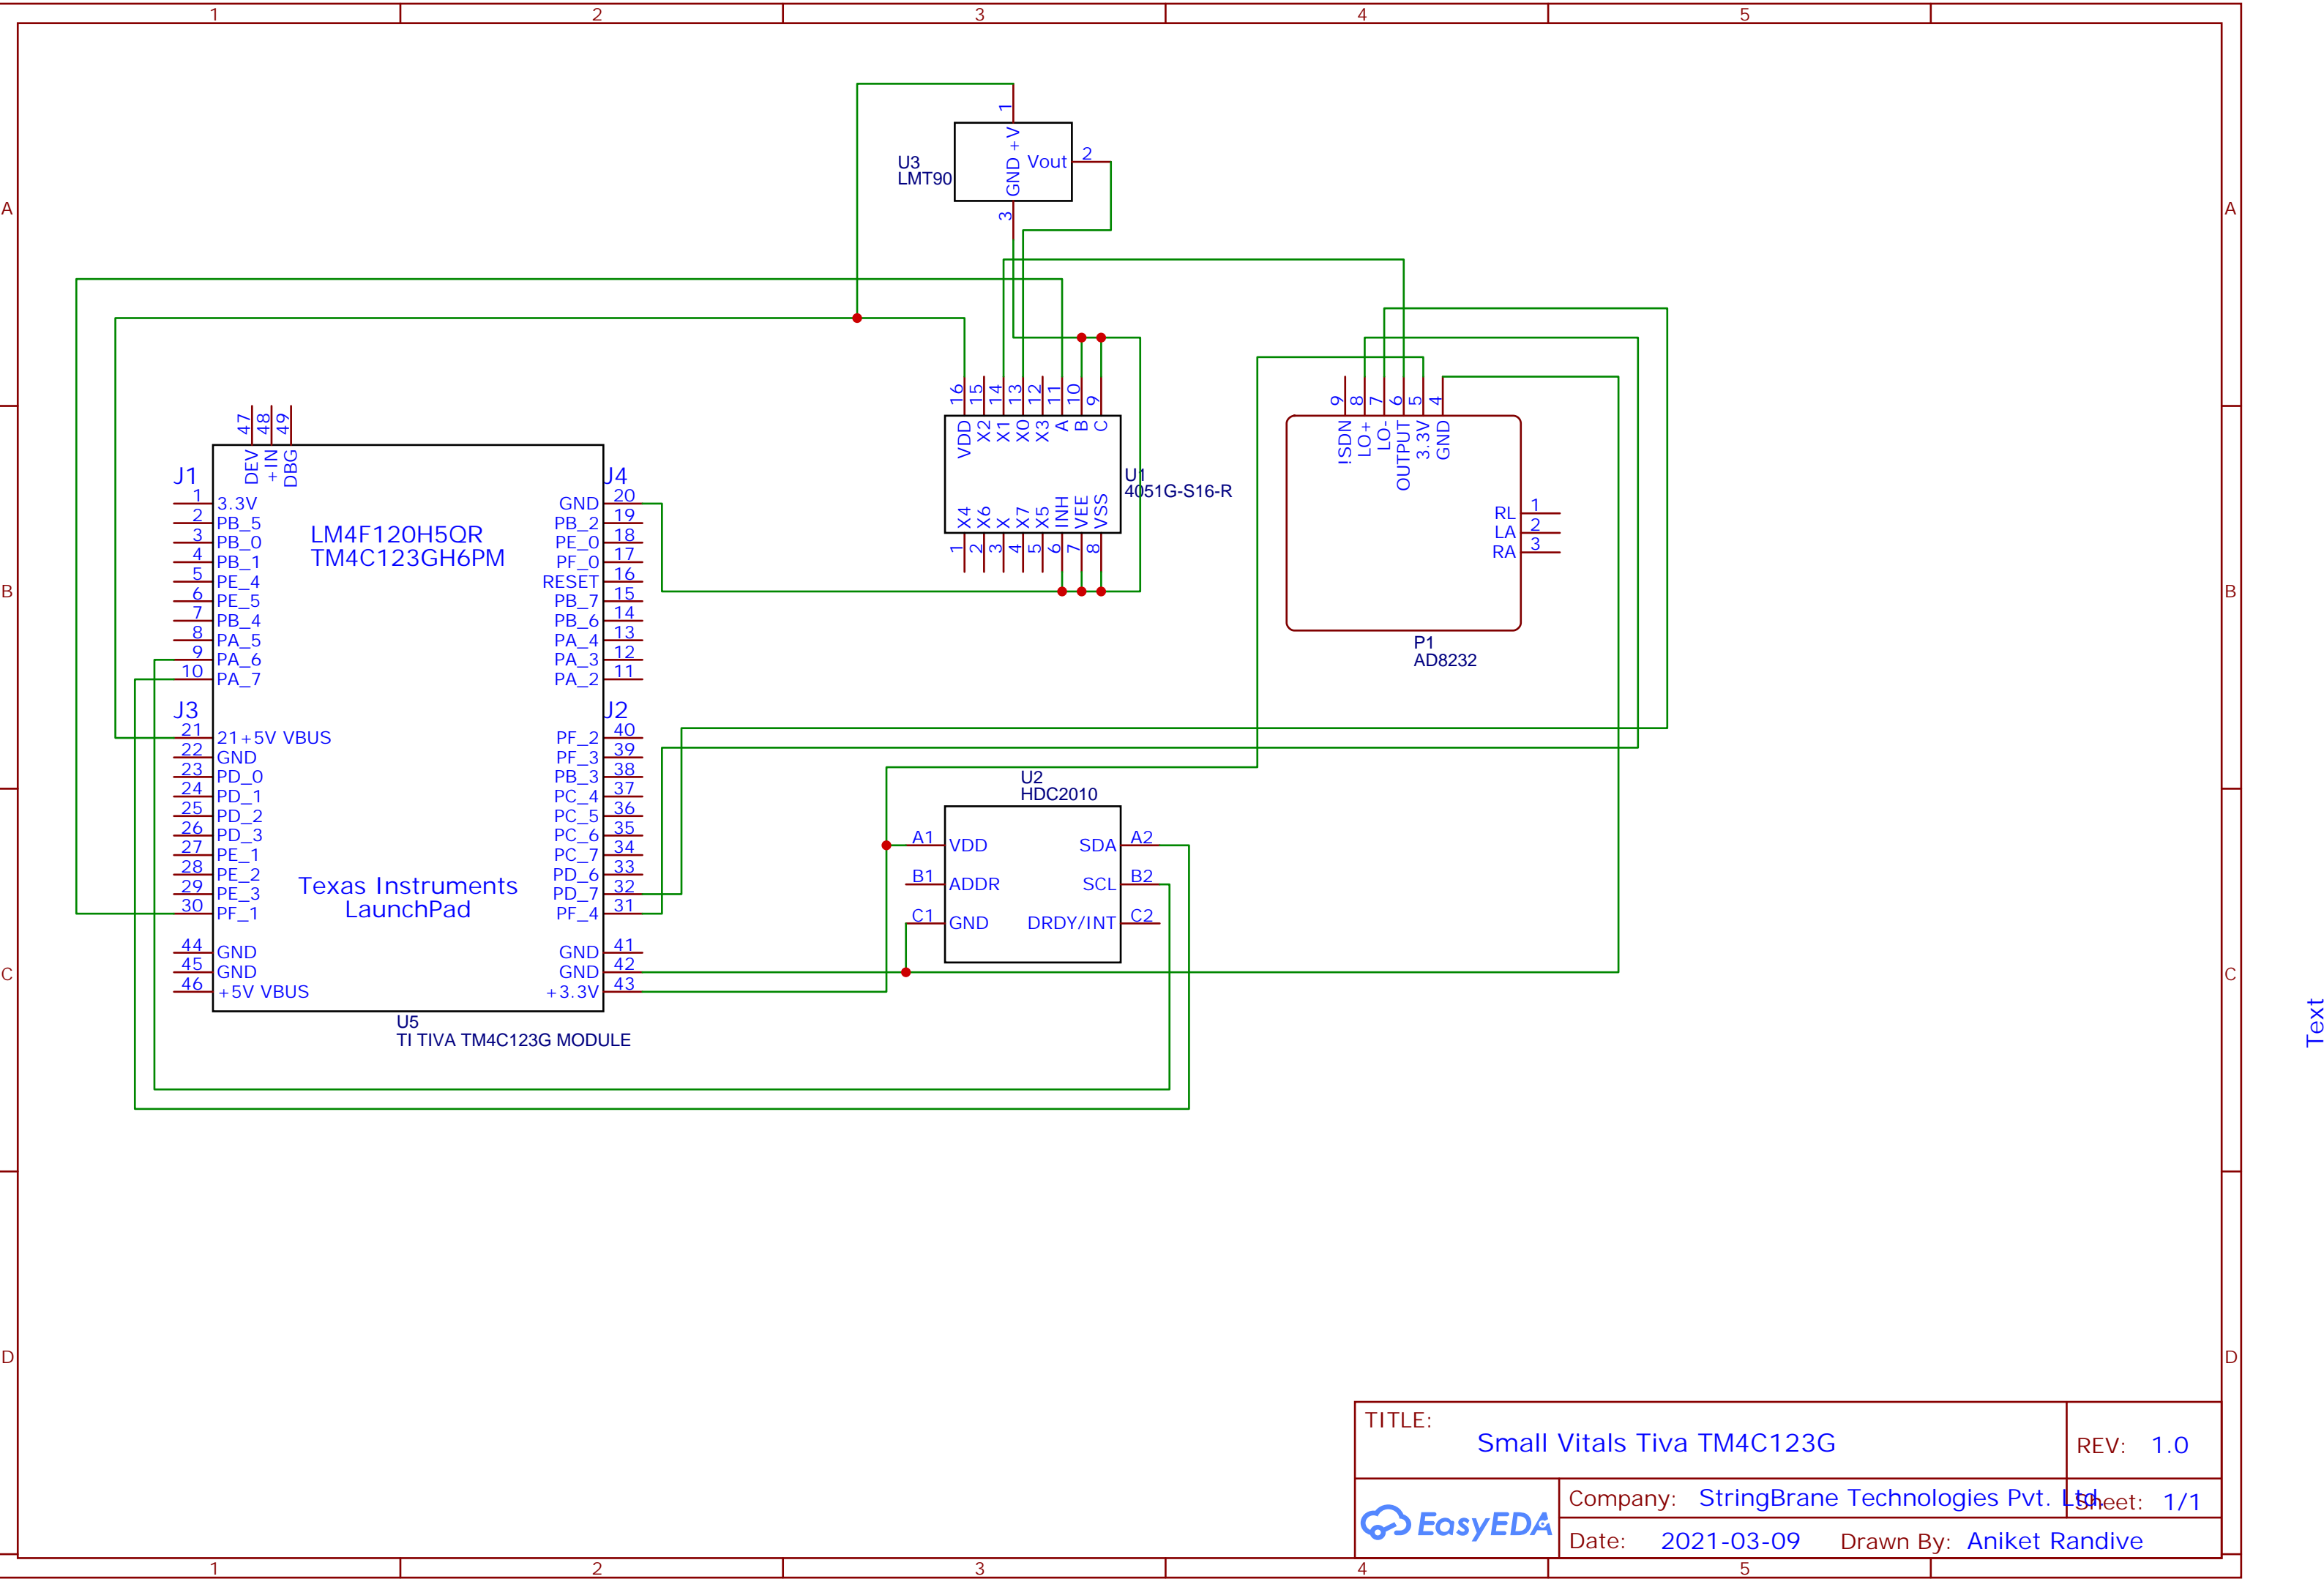 1 2 3 4 5
A
A
B
B
C
C
D
D
1 2 3 4 5
U3
LMT90
1
+V
GND
3
Vout
2
16 15 14 13 12 11 10 9
VDD X2 X1 X0 X3 A B C
U1
4051G-S16-R
X4 X6 X X7 X5 INH VEE VSS
1 2 3 4 5 6 7 8
9 8 7 6 5 4
!SDN LO+ LO- OUTPUT 3.3V GND
RL 1
LA 2
RA 3
P1
AD8232
47 48 49
DEV +IN DBG
J1
1 3.3V
2 PB_5
3 PB_0
4 PB_1
5 PE_4
6 PE_5
7 PB_4
8 PA_5
9 PA_6
10 PA_7
J3
21 21+5V VBUS
22 GND
23 PD_0
24 PD_1
25 PD_2
26 PD_3
27 PE_1
28 PE_2
29 PE_3
30 PF_1
44 GND
45 GND
46 +5V VBUS
LM4F120H5QR
TM4C123GH6PM
Texas Instruments
LaunchPad
J4
GND 20
PB_2 19
PE_0 18
PF_0 17
RESET 16
PB_7 15
PB_6 14
PA_4 13
PA_3 12
PA_2 11
J2
PF_2 40
PF_3 39
PB_3 38
PC_4 37
PC_5 36
PC_6 35
PC_7 34
PD_6 33
PD_7 32
PF_4 31
GND 41
GND 42
+3.3V 43
U5
TI TIVA TM4C123G MODULE
U2
HDC2010
A1 VDD SDA A2
B1 ADDR SCL B2
C1 GND DRDY/INT C2
Text
TITLE:
Small Vitals Tiva TM4C123G
REV: 1.0
EasyEDA
Company: StringBrane Technologies Pvt. Ltd.
Sheet: 1/1
Date: 2021-03-09 Drawn By: Aniket Randive